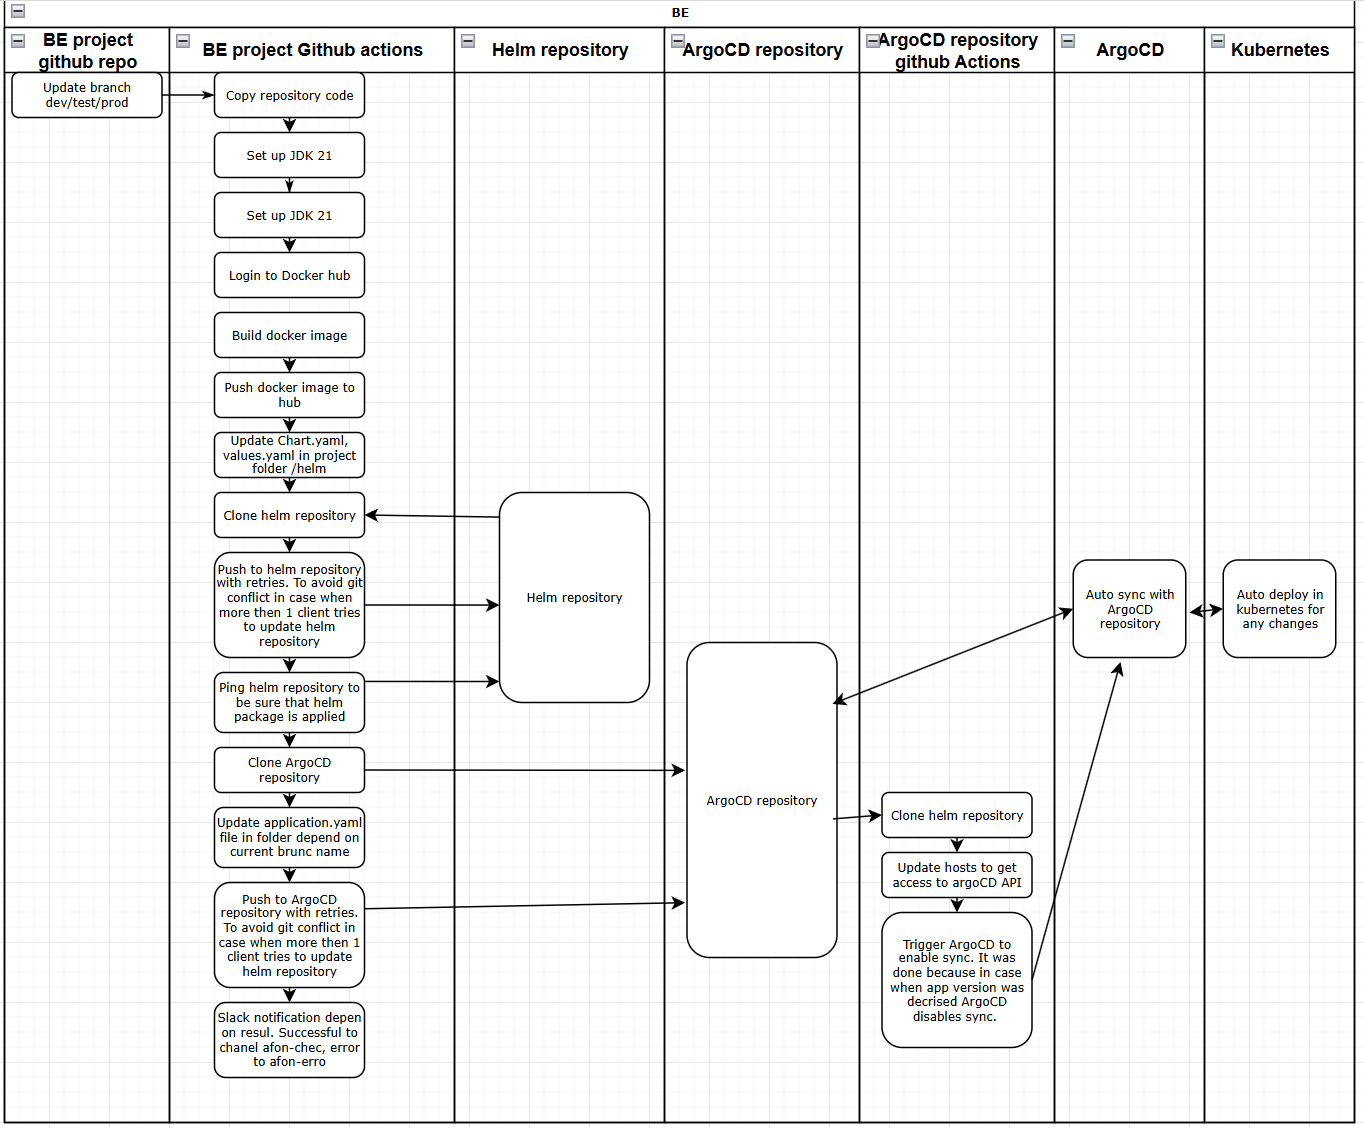 BE
BE project
github repo
BE project Github actions
Helm repository
ArgoCD repository
ArgoCD repository
github Actions
ArgoCD
Kubernetes
Update branch
dev/test/prod
Copy repository code
Set up JDK 21
Set up JDK 21
Login to Docker hub
Build docker image
Push docker image to
hub
Update Chart.yaml,
values.yaml in project
folder /helm
Clone helm repository
Push to helm repository
with retries. To avoid git
conflict in case when
more then 1 client tries
to update helm
repository
Ping helm repository to
be sure that helm
package is applied
Clone ArgoCD
repository
Update application.yaml
file in folder depend on
current brunc name
Push to ArgoCD
repository with retries.
To avoid git conflict in
case when more then 1
client tries to update
helm repository
Slack notification depen
on resul. Successful to
chanel afon-chec, error
to afon-erro
Helm repository
ArgoCD repository
Clone helm repository
Update hosts to get
access to argoCD API
Trigger ArgoCD to
enable sync. It was
done because in case
when app version was
decrised ArgoCD
disables sync.
Auto sync with
ArgoCD
repository
Auto deploy in
kubernetes for
any changes